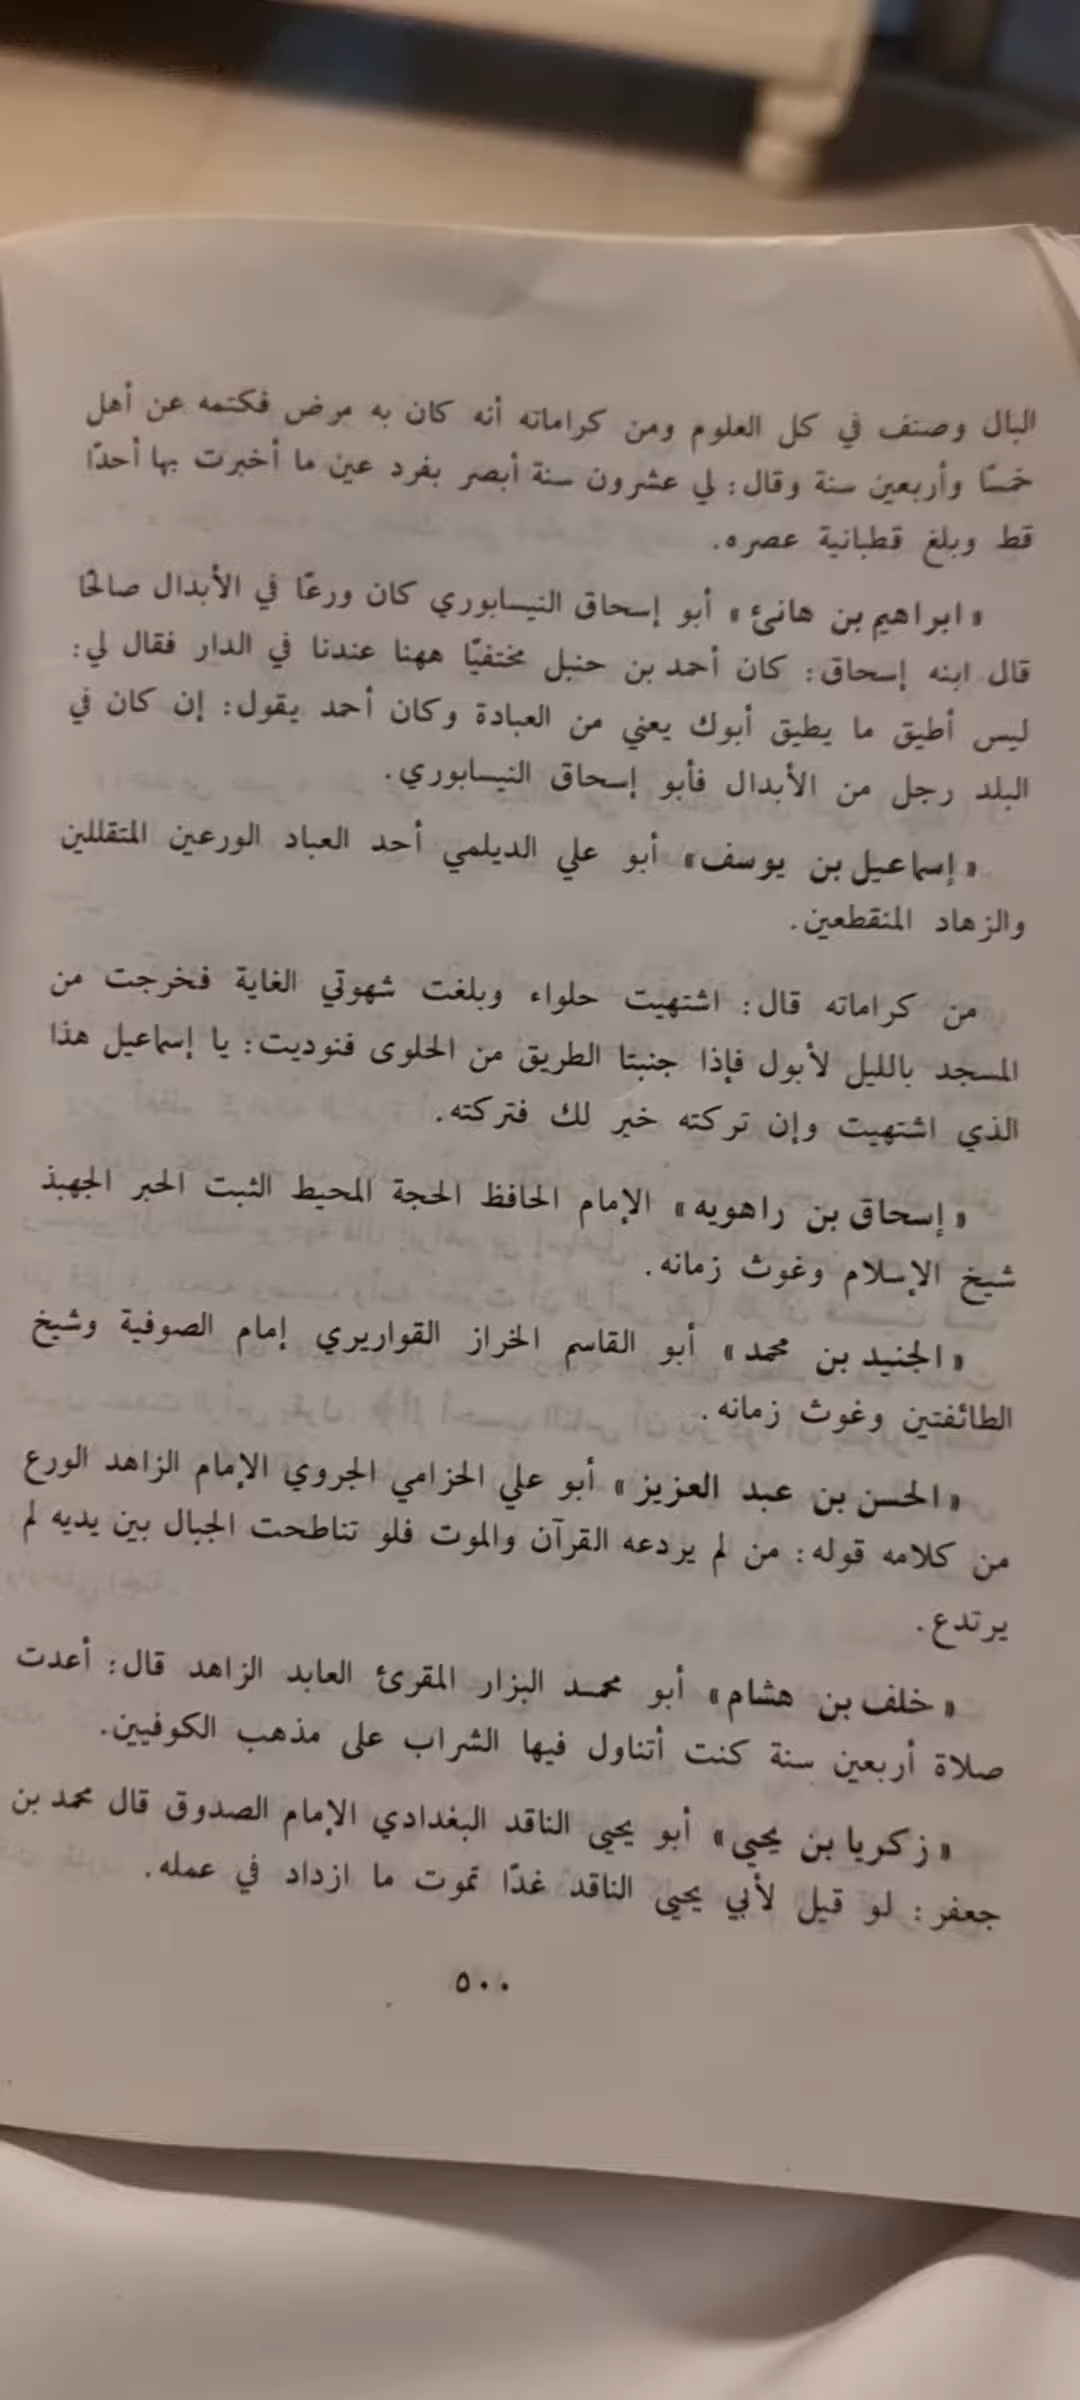 البال وصنف في كل العلوم ومن كراماته أنه كان به مرض فكتمه عن أهل
خمسًا وأربعين سنة وقال: لي عشرون سنة أبصر بفرد عين ما أخبرت بها أحدًا
قط وبلغ قطبانية عصره.
« ابراهيم بن هانئ » أبو إسحاق النيسابوري كان ورعًا في الأبدال صالحًا
قال ابنه إسحاق: كان أحمد بن حنبل مختفيًا ههنا عندنا في الدار فقال لي:
ليس أطيق ما يطيق أبوك يعني من العبادة وكان أحمد يقول: إن كان في
البلد رجل من الأبدال فأبو إسحاق النيسابوري.
« إسماعيل بن يوسف » أبو علي الديلمي أحد العباد الورعين المتقللين
والزهاد المنقطعين.
من كراماته قال: اشتهيت حلواء وبلغت شهوتي الغاية فخرجت من
المسجد بالليل لأبول فإذا جنبتا الطريق من الحلوى فنوديت: يا إسماعيل هذا
الذي اشتهيت وإن تركته خير لك فتركته.
« إسحاق بن راهويه » الإمام الحافظ الحجة المحيط الثبت الحبر الجهبذ
شيخ الإسلام وغوث زمانه.
« الجنيد بن محمد » أبو القاسم الخراز القواريري إمام الصوفية وشيخ
الطائفتين وغوث زمانه.
« الحسن بن عبد العزيز » أبو علي الحزامي الجروي الإمام الزاهد الورع
من كلامه قوله: من لم يردعه القرآن والموت فلو تناطحت الجبال بين يديه لم
يرتدع.
« خلف بن هشام » أبو محمد البزار المقرئ العابد الزاهد قال: أعدت
صلاة أربعين سنة كنت أتناول فيها الشراب على مذهب الكوفيين.
« زكريا بن يحيى » أبو يحيى الناقد البغدادي الإمام الصدوق قال محمد بن
جعفر: لو قيل لأبي يحيى الناقد غدًا تموت ما ازداد في عمله.
٥٠٠